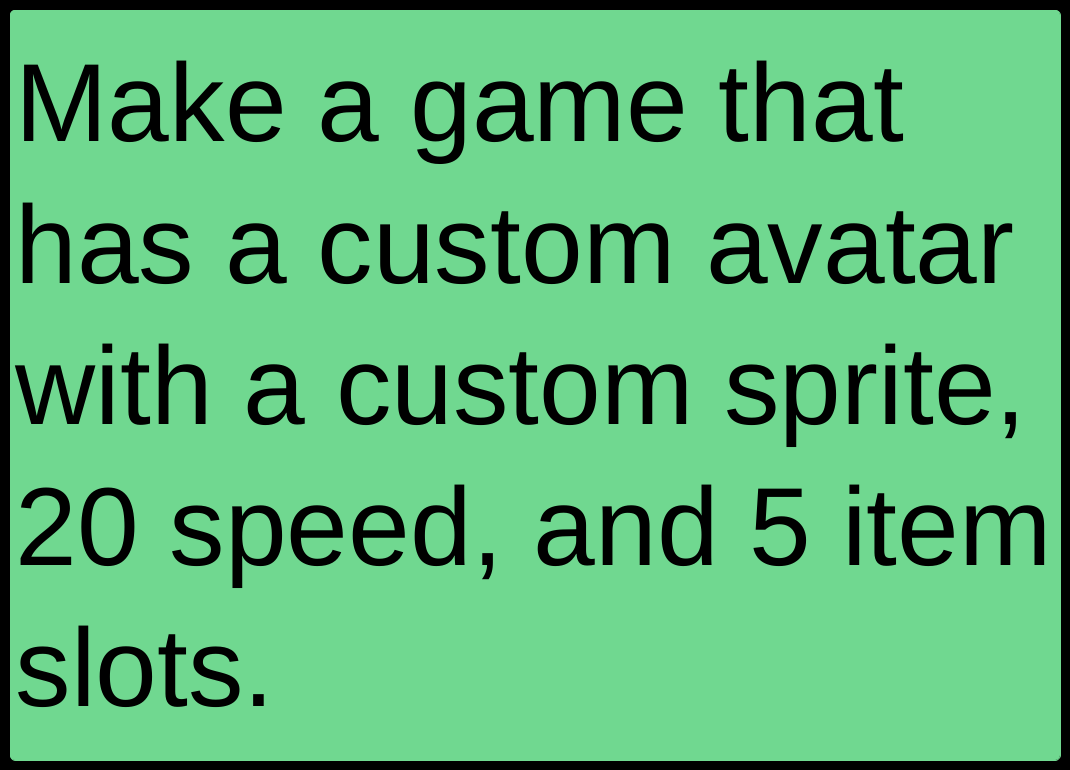 Make a game that
has a custom avatar
with a custom sprite,
20 speed, and 5 item
slots.